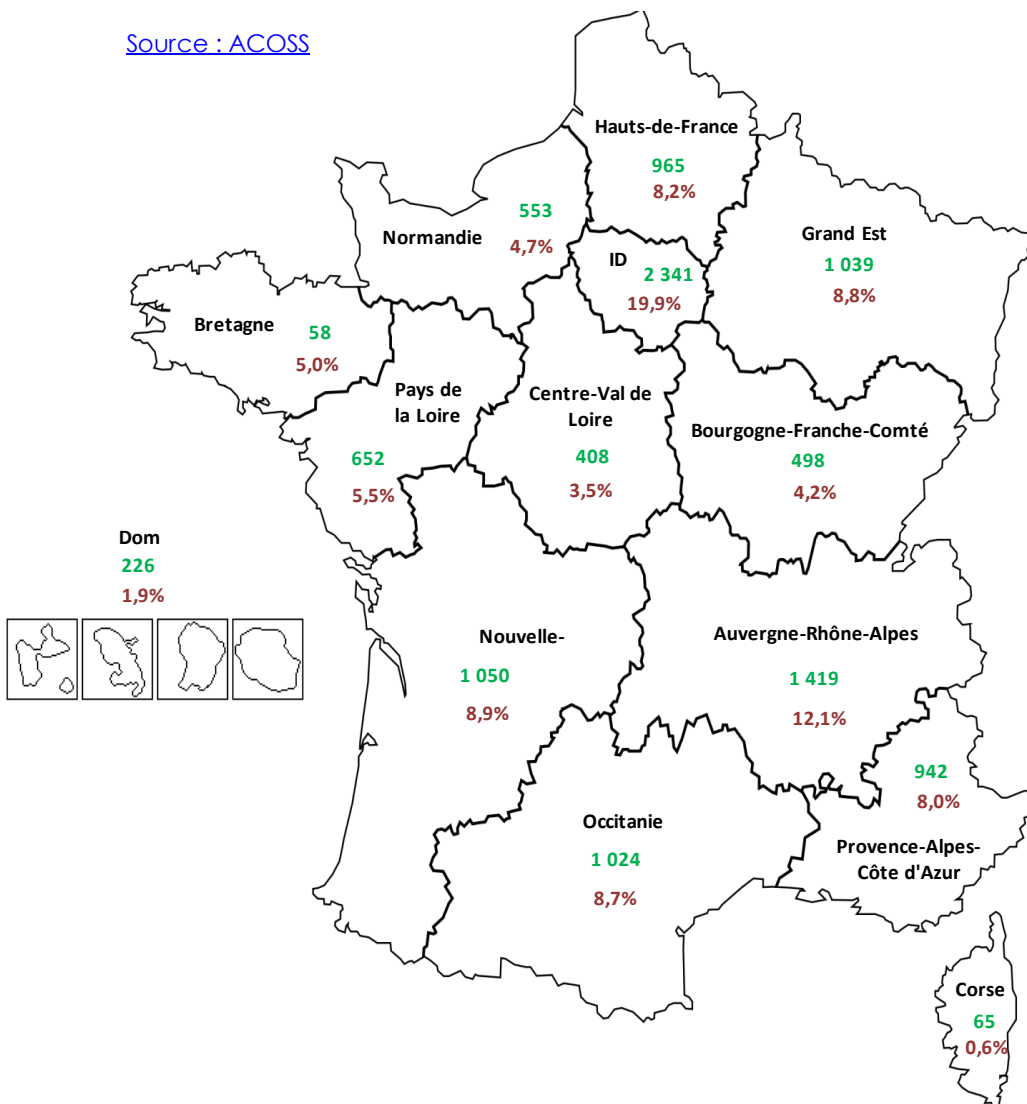 Source : ACOSS
Hauts-de-France
965
8,2%
553
Normandie
4,7%
Grand Est
1 039
8,8%
ID
2 341
19,9%
Bretagne
58
5,0%
Pays de
la Loire
652
5,5%
Centre-Val de
Loire
408
3,5%
Bourgogne-Franche-Comté
498
4,2%
Dom
226
1,9%
Nouvelle-
1 050
8,9%
Auvergne-Rhône-Alpes
1 419
12,1%
942
8,0%
Provence-Alpes-
Côte d'Azur
Occitanie
1 024
8,7%
Corse
65
0,6%